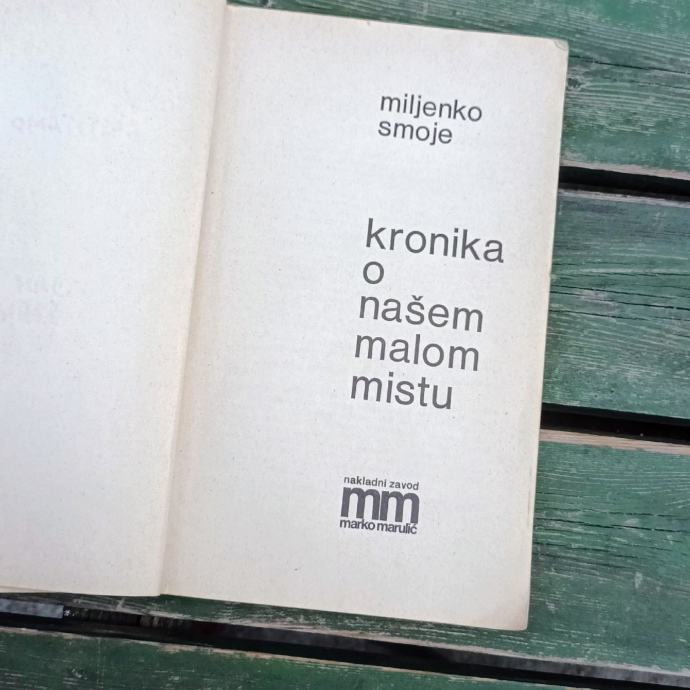 miljenko
smoje
kronika
o
našem
malom
mistu
nakladni zavod
mm
marko marulić